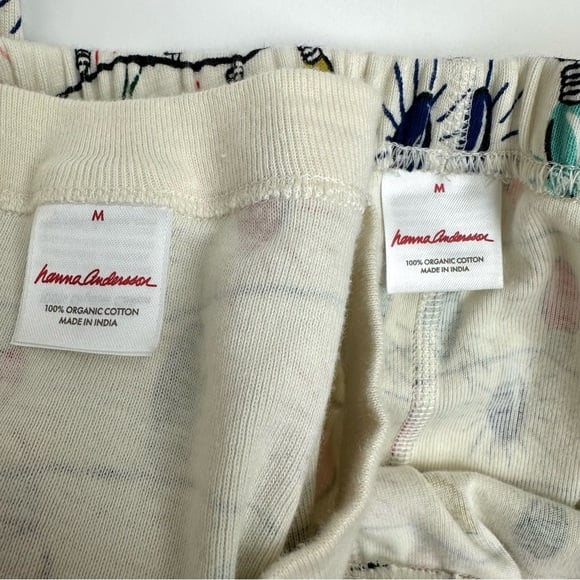 M
hanna Andersson
100% ORGANIC COTTON
MADE IN INDIA
M
hanna Andersson
100% ORGANIC COTTON
MADE IN INDIA